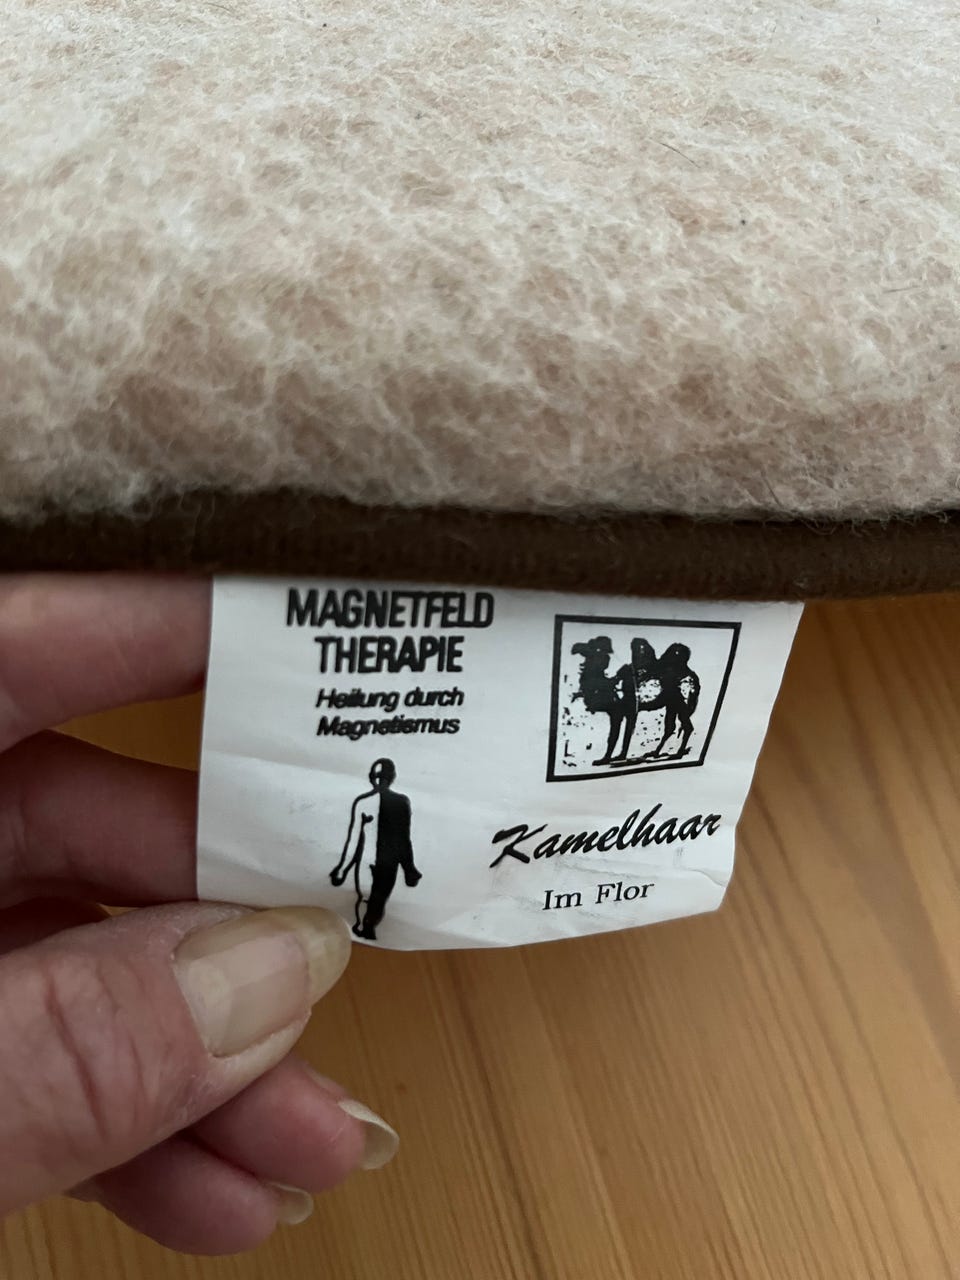 MAGNETFELD
THERAPIE
Heilung durch
Magnetismus
Kamelhaar
Im Flor